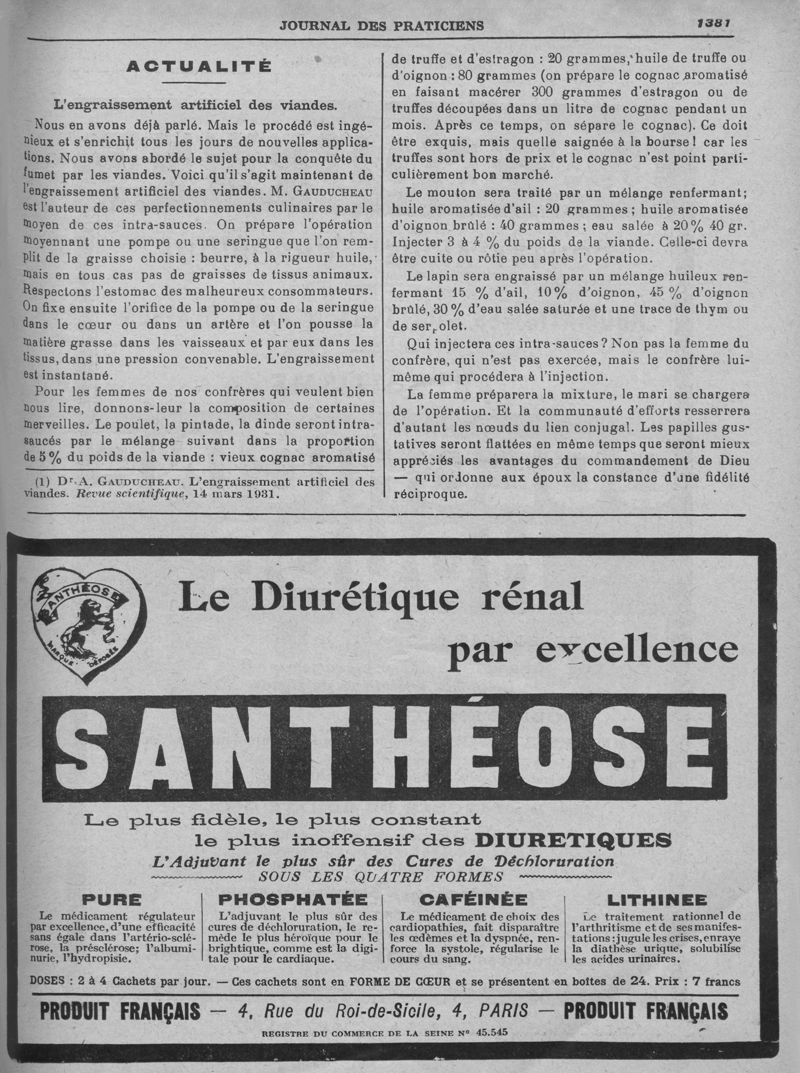 JOURNAL DES PRATICIENS
1381
ACTUALITÉ
L'engraissement artificiel des viandes.
Nous en avons déjà parlé. Mais le procédé est ingé-
nieux et s'enrichit tous les jours de nouvelles applica-
tions. Nous avons abordé le sujet pour la conquête du
fumet par les viandes. Voici qu'il s'agit maintenant de
l'engraissement artificiel des viandes. M. GAUDUCHEAU
est l'auteur de ces perfectionnements culinaires par le
moyen de ces intra-sauces. On prépare l'opération
moyennant une pompe ou une seringue que l'on rem-
plit de la graisse choisie : beurre, à la rigueur huile,
mais en tous cas pas de graisses de tissus animaux.
Respectons l'estomac des malheureux consommateurs.
On fixe ensuite l'orifice de la pompe ou de la seringue
dans le cœur ou dans un artère et l'on pousse la
matière grasse dans les vaisseaux et par eux dans les
tissus, dans une pression convenable. L'engraissement
est instantané.
Pour les femmes de nos confrères qui veulent bien
nous lire, donnons-leur la composition de certaines
merveilles. Le poulet, la pintade, la dinde seront intra-
saucés par le mélange suivant dans la proportion
de 5 % du poids de la viande : vieux cognac aromatisé
(1) Dr. A. GAUDUCHEAU. L'engraissement artificiel des
viandes. Revue scientifique, 14 mars 1931.
de truffe et d'estragon : 20 grammes, huile de truffe ou
d'oignon : 80 grammes (on prépare le cognac aromatisé
en faisant macérer 300 grammes d'estragon ou de
truffes découpées dans un litre de cognac pendant un
mois. Après ce temps, on sépare le cognac). Ce doit
être exquis, mais quelle saignée à la bourse ! car les
truffes sont hors de prix et le cognac n'est point parti-
culièrement bon marché.
Le mouton sera traité par un mélange renfermant;
huile aromatisée d'ail : 20 grammes ; huile aromatisée
d'oignon brûlé : 40 grammes ; eau salée à 20 % 40 gr.
Injecter 3 à 4 % du poids de la viande. Celle-ci devra
être cuite ou rôtie peu après l'opération.
Le lapin sera engraissé par un mélange huileux ren-
fermant 15 % d'ail, 10 % d'oignon, 45 % d'oignon
brûlé, 30 % d'eau salée saturée et une trace de thym ou
de serpolet.
Qui injectera ces intra-sauces ? Non pas la femme du
confrère, qui n'est pas exercée, mais le confrère lui-
même qui procédera à l'injection.
La femme préparera la mixture, le mari se chargera
de l'opération. Et la communauté d'efforts resserrera
d'autant les nœuds du lien conjugal. Les papilles gus-
tatives seront flattées en même temps que seront mieux
appréciés les avantages du commandement de Dieu
— qui ordonne aux époux la constance d'une fidélité
réciproque.
SANTHÉOSE
MARQUE DÉPOSÉE
Le Diurétique rénal
par excellence
SANTHÉOSE
Le plus fidèle, le plus constant
le plus inoffensif des DIURETIQUES
L'Adjuvant le plus sûr des Cures de Déchloruration
SOUS LES QUATRE FORMES
PURE
Le médicament régulateur
par excellence, d'une efficacité
sans égale dans l'artério-sclé-
rose, la présclérose; l'albumi-
nurie, l'hydropisie.
PHOSPHATÉE
L'adjuvant le plus sûr des
cures de déchloruration, le re-
mède le plus héroïque pour le
brightique, comme est la digi-
tale pour le cardiaque.
CAFÉINÉE
Le médicament de choix des
cardiopathies, fait disparaître
les œdèmes et la dyspnée, ren-
force la systole, régularise le
cours du sang.
LITHINEE
Le traitement rationnel de
l'arthritisme et de ses manifes-
tations : jugule les crises, enraye
la diathèse urique, solubilise
les acides urinaires.
DOSES : 2 à 4 Cachets par jour. — Ces cachets sont en FORME DE CŒUR et se présentent en boîtes de 24. Prix : 7 francs
PRODUIT FRANÇAIS — 4, Rue du Roi-de-Sicile, 4, PARIS — PRODUIT FRANÇAIS
REGISTRE DU COMMERCE DE LA SEINE No 45.545